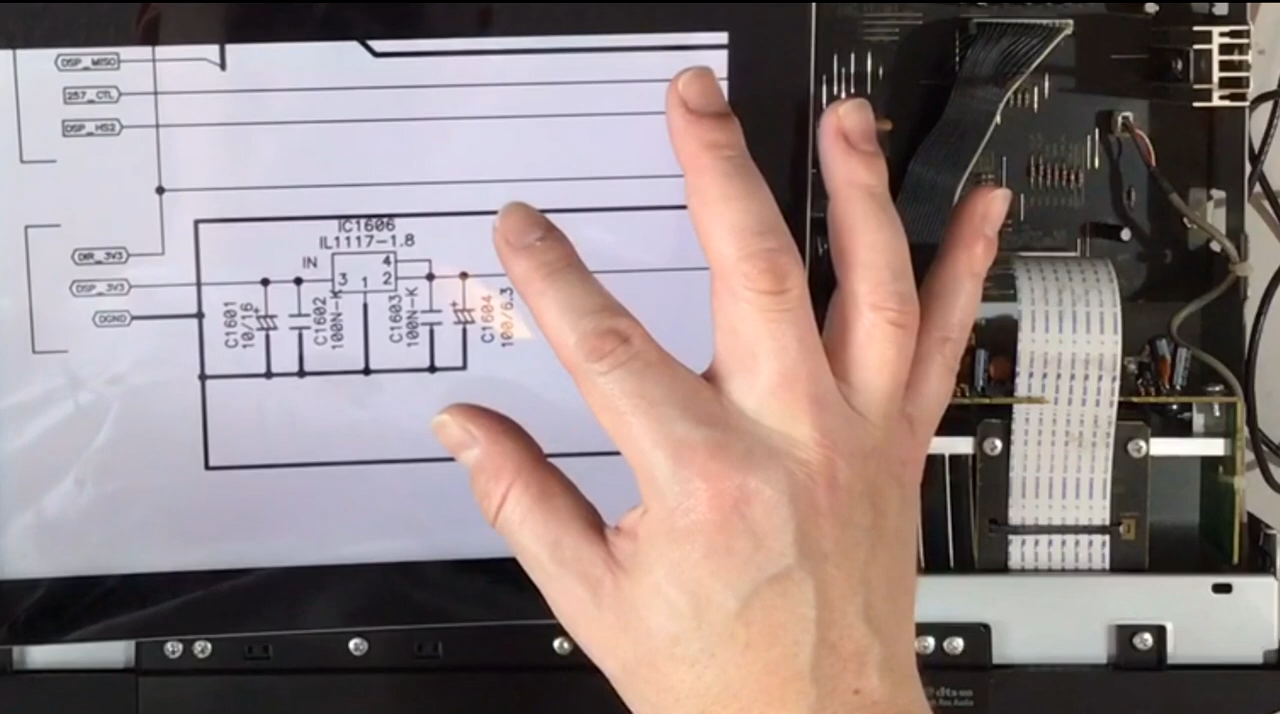 DSP_MISO
257_CTL
DSP_HS2
DIR_3V3
DSP_3V3
DGND
IC1606
IL1117-1.8
IN
4
3
1
2
C1601
10/16
C1602
100N-K
C1603
100N-K
C1604
100/6.3
dts